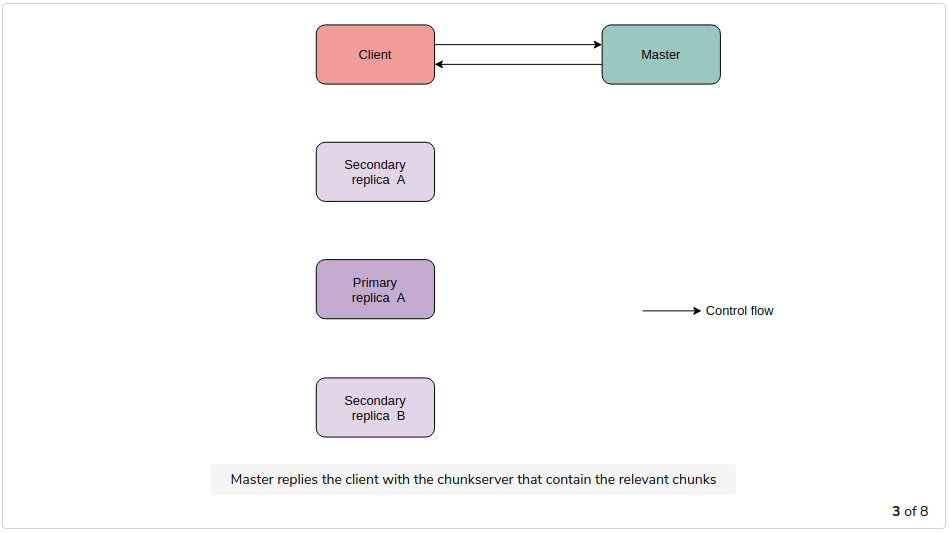 Client
Master
Secondary
replica A
Primary
replica A
Control flow
Secondary
replica B
Master replies the client with the chunkserver that contain the relevant chunks
3 of 8